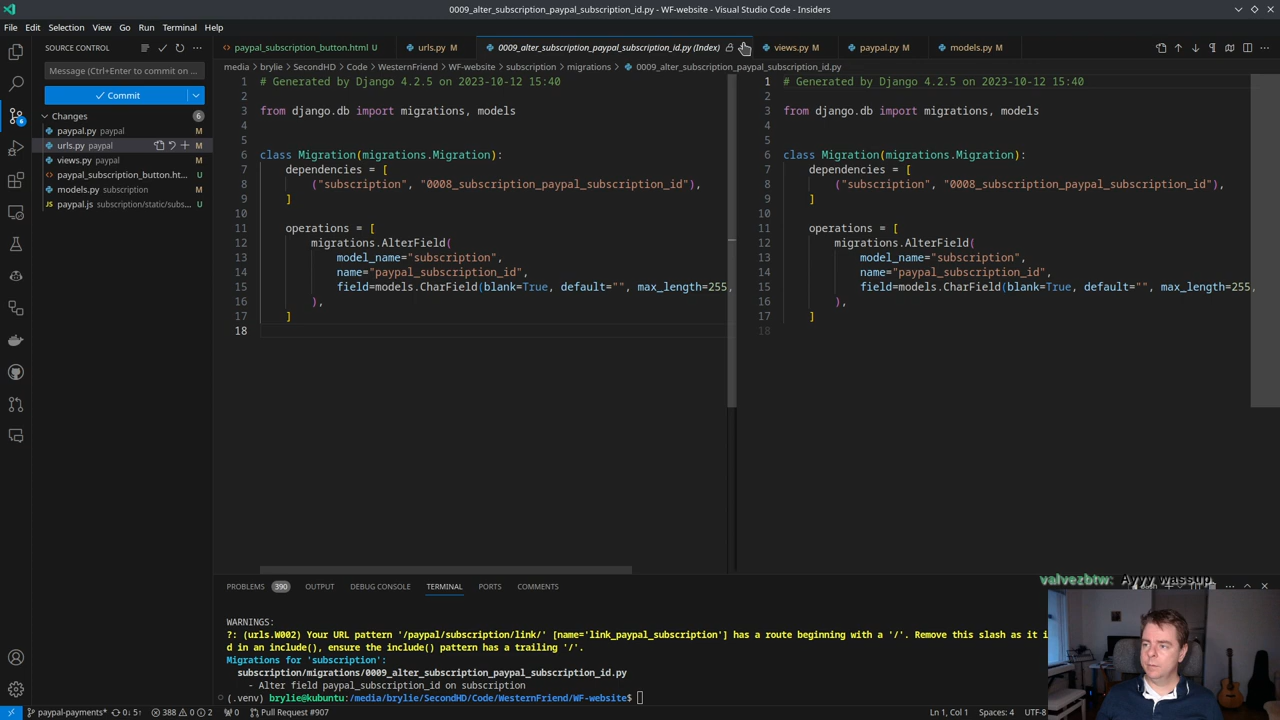 0009_alter_subscription_paypal_subscription_id.py - WF-website - Visual Studio Code - Insiders
File Edit Selection View Go Run Terminal Help
SOURCE CONTROL
paypal_subscription_button.html U
urls.py M
0009_alter_subscription_paypal_subscription_id.py (Index)
views.py M
paypal.py M
models.py M
media > brylie > SecondHD > Code > WesternFriend > WF-website > subscription > migrations > 0009_alter_subscription_paypal_subscription_id.py
Message (Ctrl+Enter to commit on ...
Commit
Changes 6
paypal.py paypal M
urls.py paypal M
views.py paypal M
paypal_subscription_button.ht... U
models.py subscription M
paypal.js subscription/static/subs... U
6
1 # Generated by Django 4.2.5 on 2023-10-12 15:40
2
3 from django.db import migrations, models
4
5
6 class Migration(migrations.Migration):
7 dependencies = [
8 ("subscription", "0008_subscription_paypal_subscription_id"),
9 ]
10
11 operations = [
12 migrations.AlterField(
13 model_name="subscription",
14 name="paypal_subscription_id",
15 field=models.CharField(blank=True, default="", max_length=255,
16 ),
17 ]
18
1 # Generated by Django 4.2.5 on 2023-10-12 15:40
2
3 from django.db import migrations, models
4
5
6 class Migration(migrations.Migration):
7 dependencies = [
8 ("subscription", "0008_subscription_paypal_subscription_id"),
9 ]
10
11 operations = [
12 migrations.AlterField(
13 model_name="subscription",
14 name="paypal_subscription_id",
15 field=models.CharField(blank=True, default="", max_length=255,
16 ),
17 ]
18
valvezbtw: Ayyy wassup
PROBLEMS 390 OUTPUT DEBUG CONSOLE TERMINAL PORTS COMMENTS
WARNINGS:
?: (urls.W002) Your URL pattern '/paypal/subscription/link/' [name='link_paypal_subscription'] has a route beginning with a '/'. Remove this slash as it i
d in an include(), ensure the include() pattern has a trailing '/'.
Migrations for 'subscription':
subscription/migrations/0009_alter_subscription_paypal_subscription_id.py
- Alter field paypal_subscription_id on subscription
(.venv) brylie@kubuntu:/media/brylie/SecondHD/Code/WesternFriend/WF-website$
paypal-payments* 0↓ 5↑ 388 0 2 0 Pull Request #907 Ln 1, Col 1 Spaces: 4 UTF-8